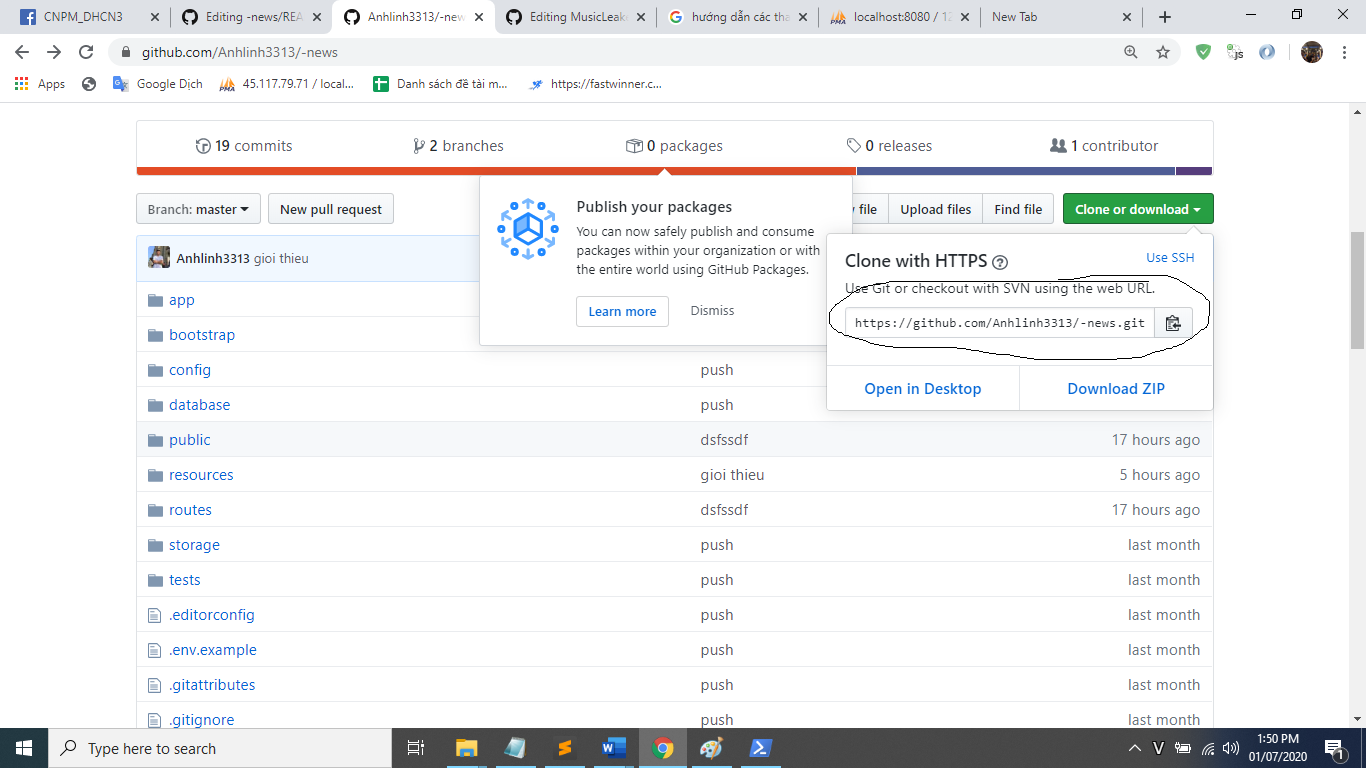 CNPM_DHCN3
Editing -news/REA
Anhlinh3313/-new
Editing MusicLeak
hướng dẫn các tha
localhost:8080 / 12
New Tab
github.com/Anhlinh3313/-news
Apps
Google Dịch
45.117.79.71 / local...
Danh sách đề tài m...
https://fastwinner.c...
19 commits
2 branches
0 packages
0 releases
1 contributor
Branch: master
New pull request
file
Upload files
Find file
Clone or download
Publish your packages
You can now safely publish and consume
packages within your organization or with
the entire world using GitHub Packages.
Learn more
Dismiss
Clone with HTTPS
Use SSH
Use Git or checkout with SVN using the web URL.
https://github.com/Anhlinh3313/-news.git
Open in Desktop
Download ZIP
Anhlinh3313 gioi thieu
app
bootstrap
config push
database push
public dsfssdf 17 hours ago
resources gioi thieu 5 hours ago
routes dsfssdf 17 hours ago
storage push last month
tests push last month
.editorconfig push last month
.env.example push last month
.gitattributes push last month
.gitignore push last month
Type here to search
V
1:50 PM
01/07/2020
1